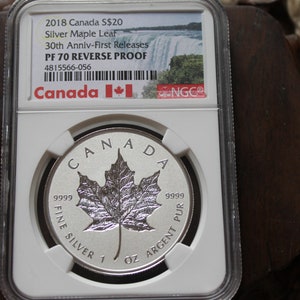 2018 Canada S$20
Silver Maple Leaf
30th Anniv-First Releases
PF 70 REVERSE PROOF
4815566-056
Canada
NGC
CANADA
9999 9999
FINE SILVER 1 OZ ARGENT PUR